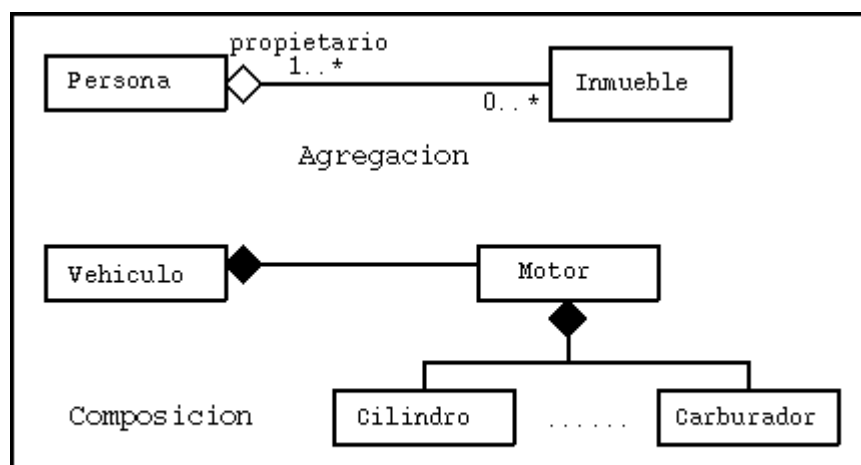 propietario
Persona
1..*
Inmueble
0..*
Agregacion
Vehiculo
Motor
Composicion
Cilindro
......
Carburador